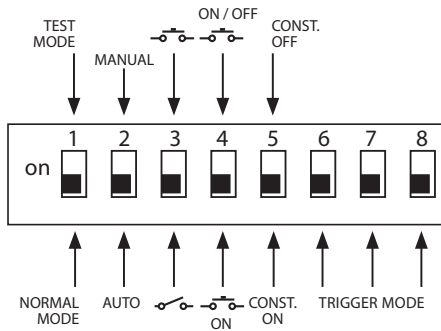 TEST
MODE
MANUAL
ON / OFF
CONST.
OFF
1 2 3 4 5 6 7 8
on
NORMAL
MODE
AUTO
ON
CONST.
ON
TRIGGER MODE